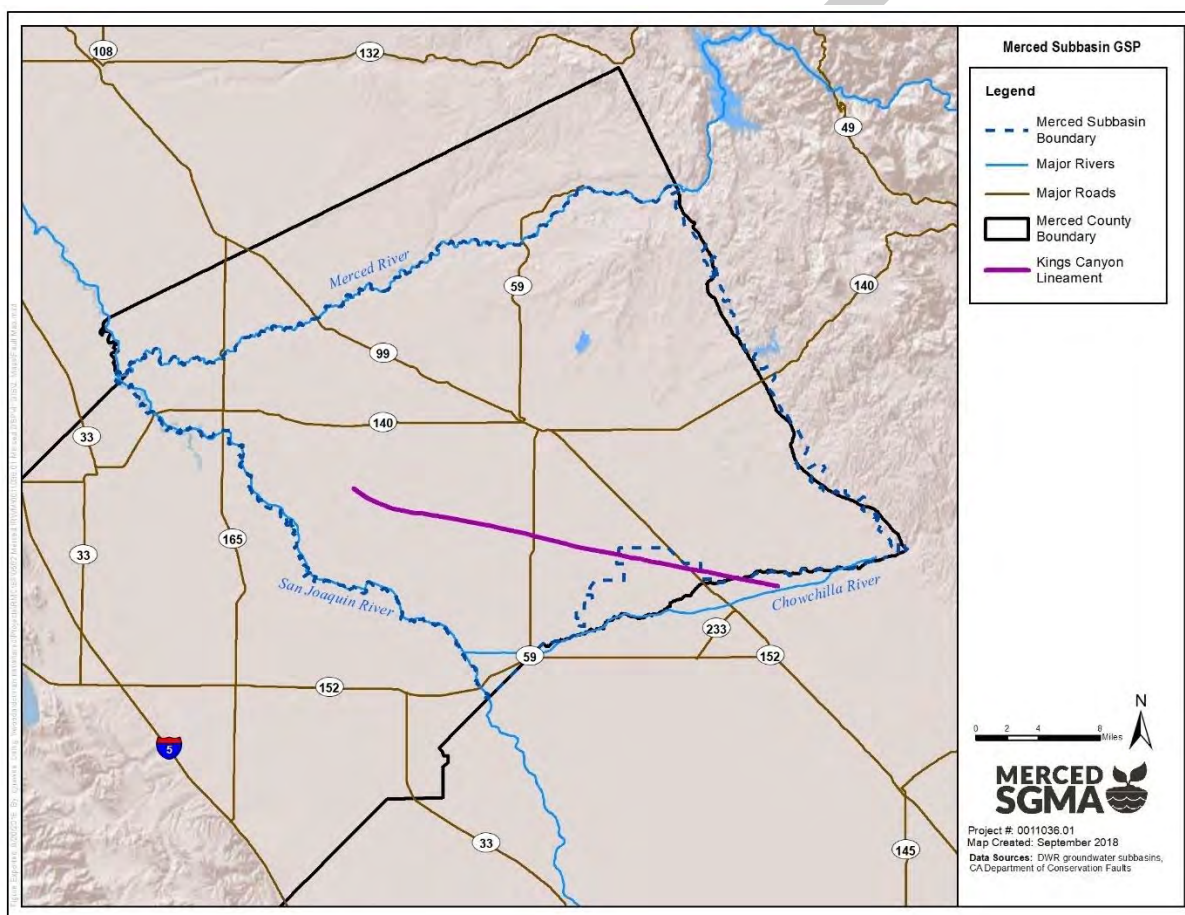 108
132
49
Merced River
59
140
99
140
33
165
33
San Joaquin River
Chowchilla River
233
59
152
152
5
33
145
Merced Subbasin GSP
Legend
Merced Subbasin
Boundary
Major Rivers
Major Roads
Merced County
Boundary
Kings Canyon
Lineament
N
0 2 4 8
Miles
MERCED
SGMA
Project #: 0011036.01
Map Created: September 2018
Data Sources: DWR groundwater subbasins,
CA Department of Conservation Faults